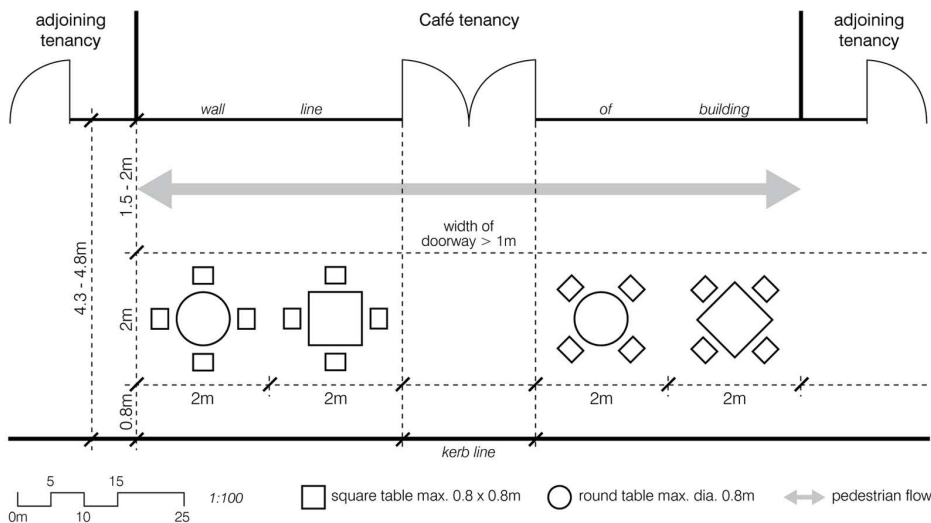 adjoining
tenancy
Café tenancy
adjoining
tenancy
wall line of building
1.5 - 2m
width of
doorway > 1m
4.3 - 4.8m
2m
2m 2m 2m 2m
0.8m
kerb line
5 15
0m 10 25
1:100
square table max. 0.8 x 0.8m
round table max. dia. 0.8m
pedestrian flow